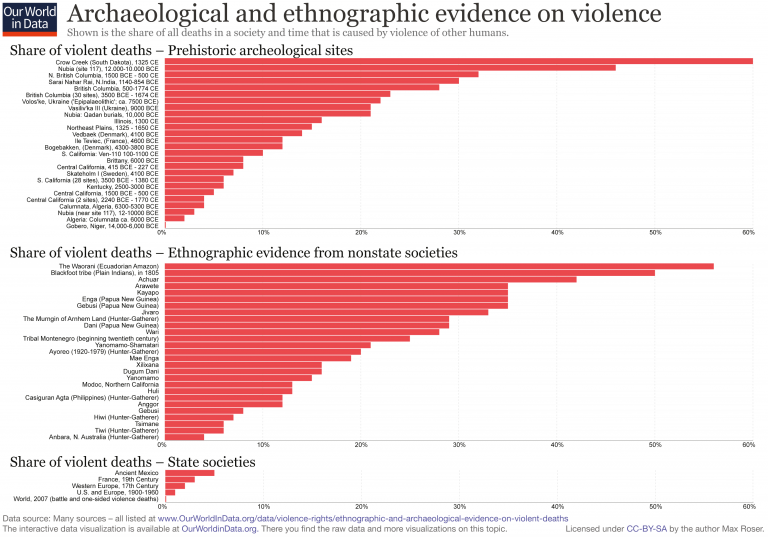 Our World
in Data
Archaeological and ethnographic evidence on violence
Shown is the share of all deaths in a society and time that is caused by violence of other humans.
Share of violent deaths – Prehistoric archeological sites
Crow Creek (South Dakota), 1325 CE
Nubia (site 117), 12,000-10,000 BCE
N. British Columbia, 1500 BCE - 500 CE
Sarai Nahar Rai, N.India, 1140-854 BCE
British Columbia, 500-1774 CE
British Columbia (30 sites), 3500 BCE - 1674 CE
Volos'ke, Ukraine ('Epipalaeolithic', ca. 7500 BCE)
Vasiliv'ka III (Ukraine), 9000 BCE
Nubia: Qadan burials, 10,000 BCE
Illinois, 1300 CE
Northeast Plains, 1325 - 1650 CE
Vedbaek (Denmark), 4100 BCE
Ile Teviec, (France), 4600 BCE
Bogebakken, (Denmark), 4300-3800 BCE
S. California: Ven-110 100-1100 CE
Brittany, 6000 BCE
Central California, 415 BCE - 227 CE
Skateholm I (Sweden), 4100 BCE
S. California (28 sites), 3500 BCE - 1380 CE
Kentucky, 2500-3000 BCE
Central California, 1500 BCE - 500 CE
Central California (2 sites), 2240 BCE - 1770 CE
Calumnata, Algeria, 6300-5300 BCE
Nubia (near site 117), 12-10000 BCE
Algeria: Columnata ca. 6000 BCE
Gobero, Niger, 14,000-6,000 BCE
0% 10% 20% 30% 40% 50% 60%
Share of violent deaths – Ethnographic evidence from nonstate societies
The Waorani (Ecuadorian Amazon)
Blackfoot tribe (Plain Indians), in 1805
Achuar
Arawete
Kayapo
Enga (Papua New Guinea)
Gebusi (Papua New Guinea)
Jivaro
The Murngin of Arnhem Land (Hunter-Gatherer)
Dani (Papua New Guinea)
Wari
Tribal Montenegro (beginning twentieth century)
Yanomamo-Shamatari
Ayoreo (1920-1979) (Hunter-Gatherer)
Mae Enga
Xilixana
Dugum Dani
Yanomamo
Modoc, Northern California
Huli
Casiguran Agta (Philippines) (Hunter-Gatherer)
Anggor
Gebusi
Hiwi (Hunter-Gatherer)
Tsimane
Tiwi (Hunter-Gatherer)
Anbara, N. Australia (Hunter-Gatherer)
0% 10% 20% 30% 40% 50% 60%
Share of violent deaths – State societies
Ancient Mexico
France, 19th Century
Western Europe, 17th Century
U.S. and Europe, 1900-1960
World, 2007 (battle and one-sided violence deaths)
0% 10% 20% 30% 40% 50% 60%
Data source: Many sources – all listed at www.OurWorldinData.org/data/violence-rights/ethnographic-and-archaeological-evidence-on-violent-deaths
The interactive data visualization is available at OurWorldinData.org. There you find the raw data and more visualizations on this topic. Licensed under CC-BY-SA by the author Max Roser.